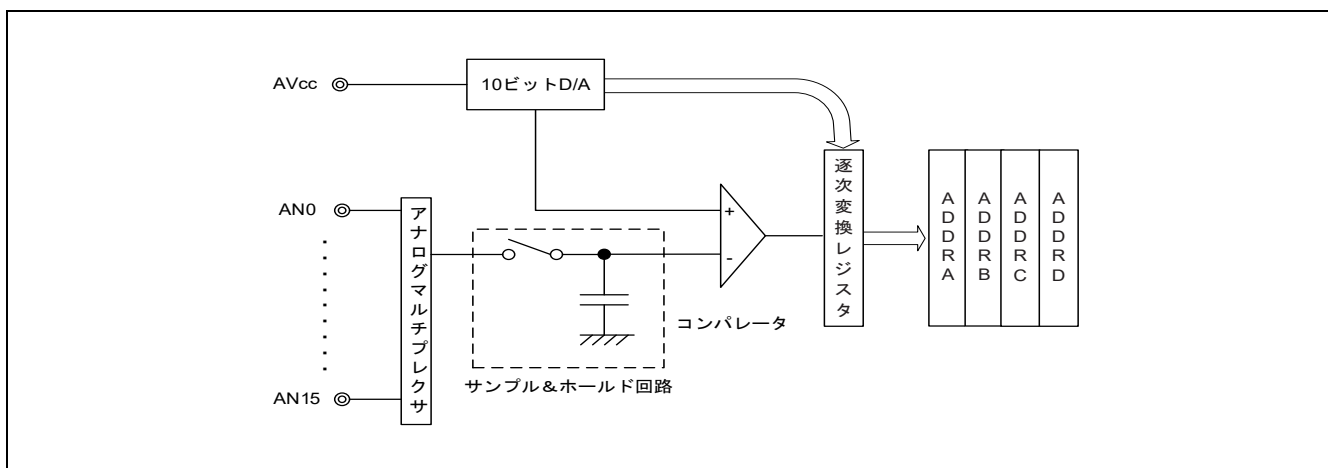 AVcc
10ビットD/A
逐次変換レジスタ
ADDRA
ADDRB
ADDRC
ADDRD
AN0
アナログマルチプレクサ
+
-
コンパレータ
サンプル&ホールド回路
AN15